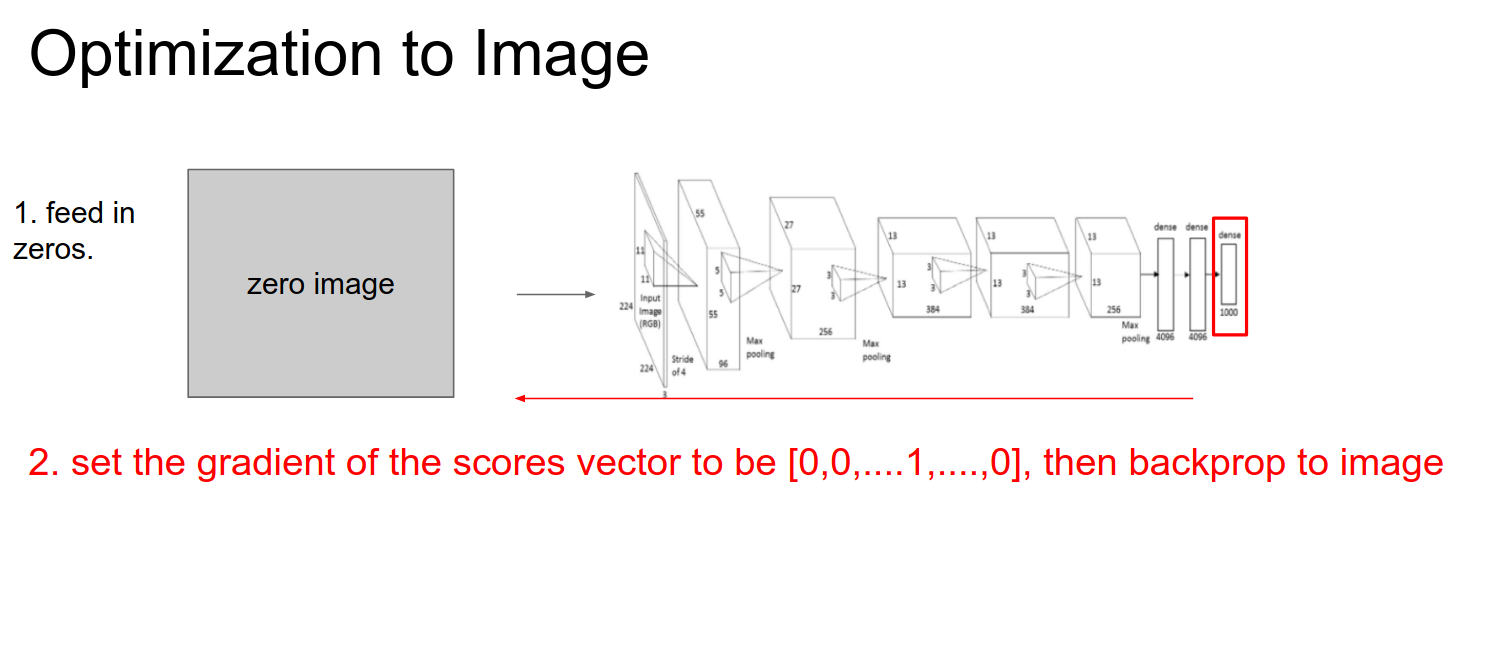 Optimization to Image
1. feed in
zeros.
zero image
11
11
224
Input
Image
(RGB)
224
3
Stride
of 4
55
5
5
55
96
Max
pooling
27
3
3
27
256
Max
pooling
13
3
3
13
384
13
3
3
13
384
13
13
256
Max
pooling
dense
4096
dense
4096
dense
1000
2. set the gradient of the scores vector to be [0,0,....1,....,0], then backprop to image